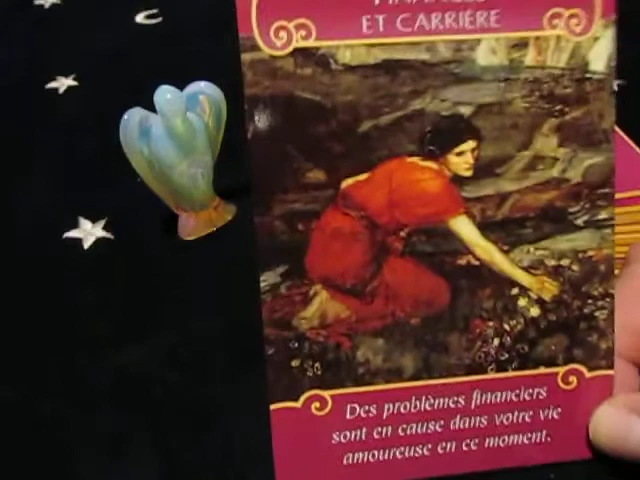 ET CARRIÈRE
Des problèmes financiers
sont en cause dans votre vie
amoureuse en ce moment.